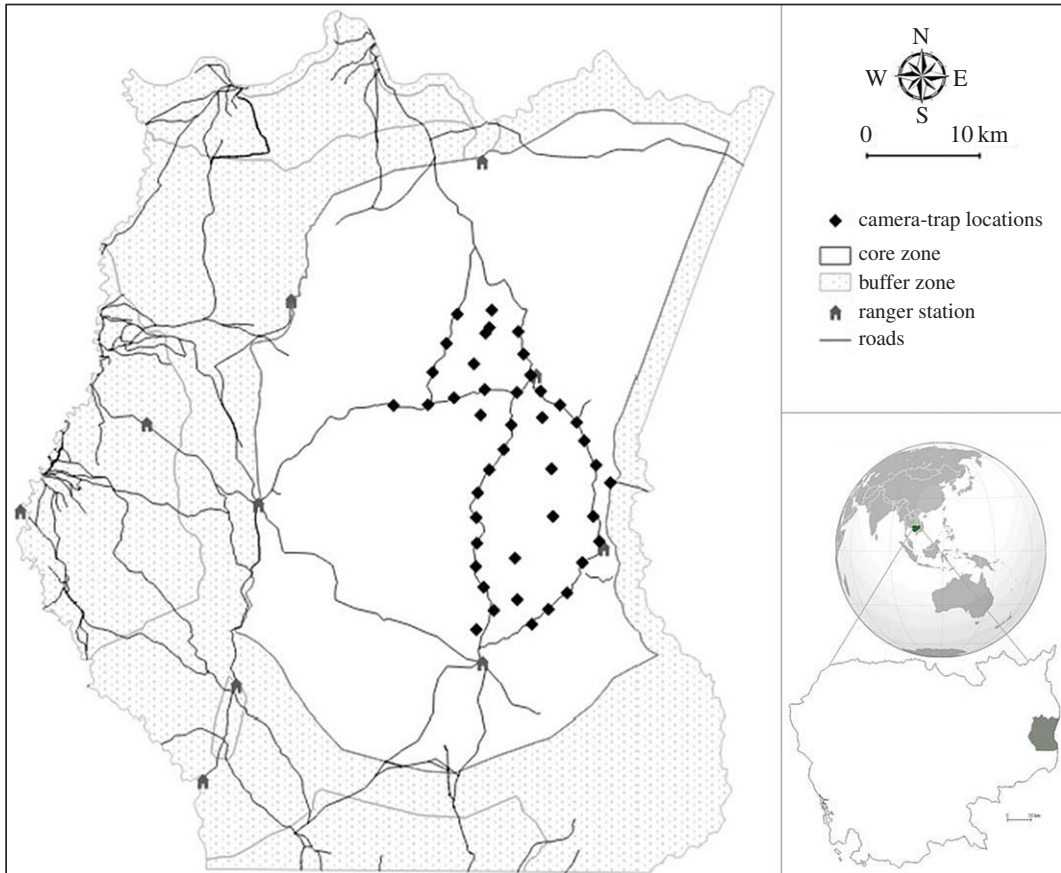 N
W E
S
0 10 km
camera-trap locations
core zone
buffer zone
ranger station
roads